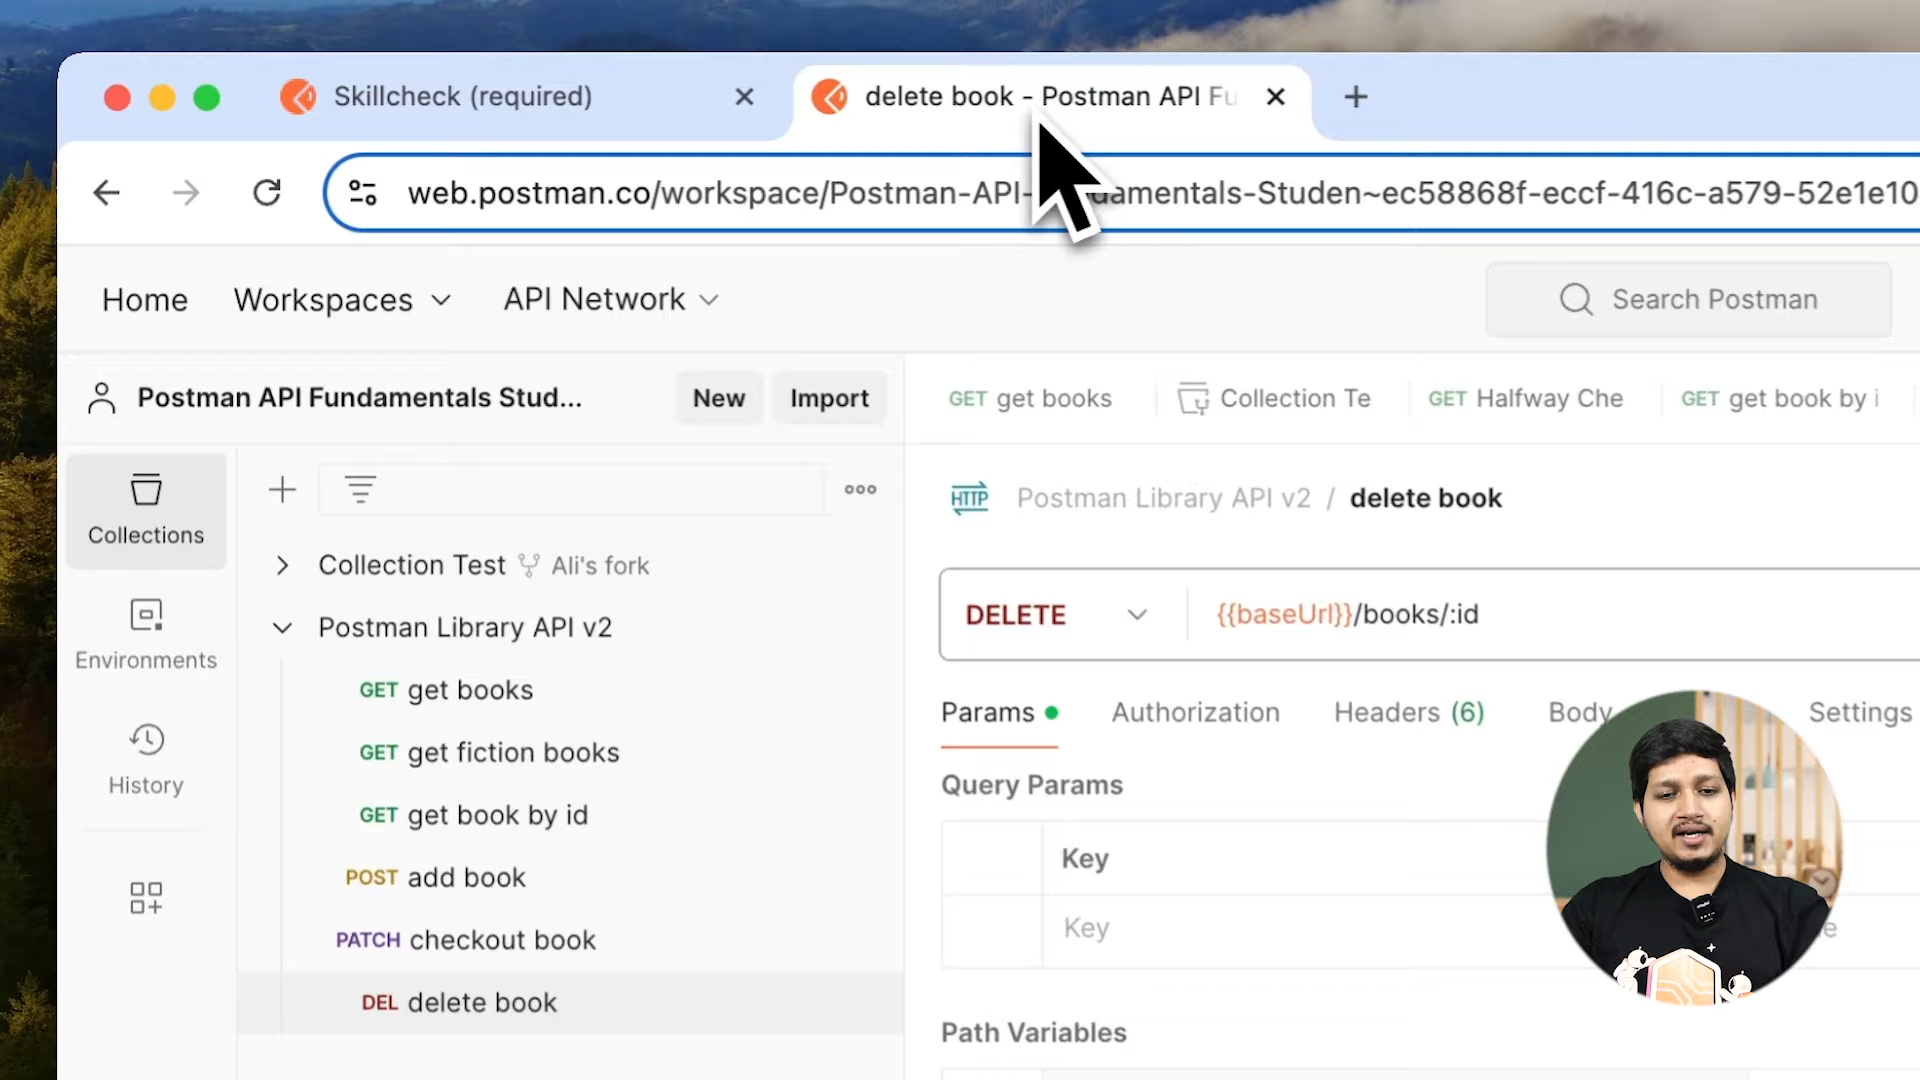 Skillcheck (required)
delete book - Postman API Fu
web.postman.co/workspace/Postman-API-
damentals-Studen~ec58868f-eccf-416c-a579-52e1e10
Home Workspaces API Network
Search Postman
Postman API Fundamentals Stud...
New Import
GET get books
Collection Te
GET Halfway Che
GET get book by i
Collections
Environments
History
Collection Test Ali's fork
Postman Library API v2
GET get books
GET get fiction books
GET get book by id
POST add book
PATCH checkout book
DEL delete book
HTTP Postman Library API v2 / delete book
DELETE {{baseUrl}}/books/:id
Params Authorization Headers (6) Body Settings
Query Params
Key
Key
Path Variables